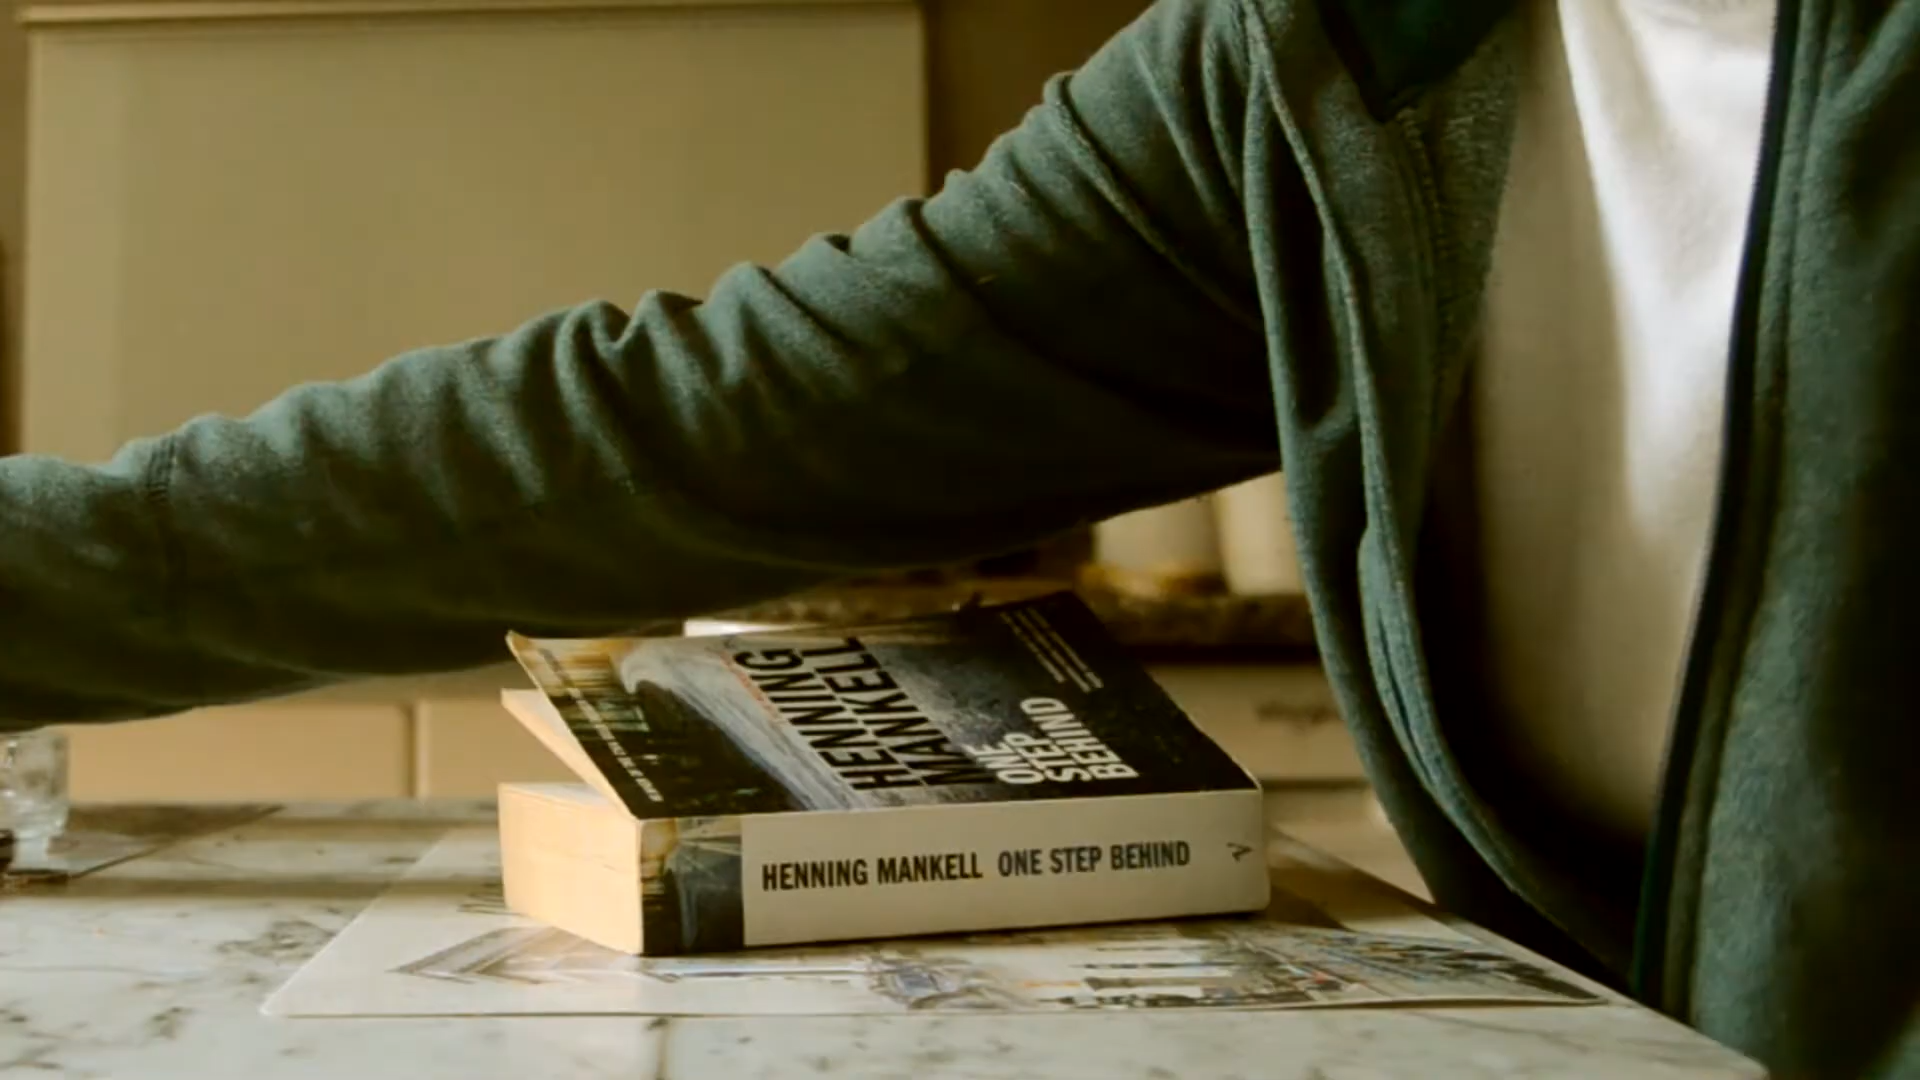 HENNING
MANKELL
ONE
STEP
BEHIND
HENNING MANKELL ONE STEP BEHIND